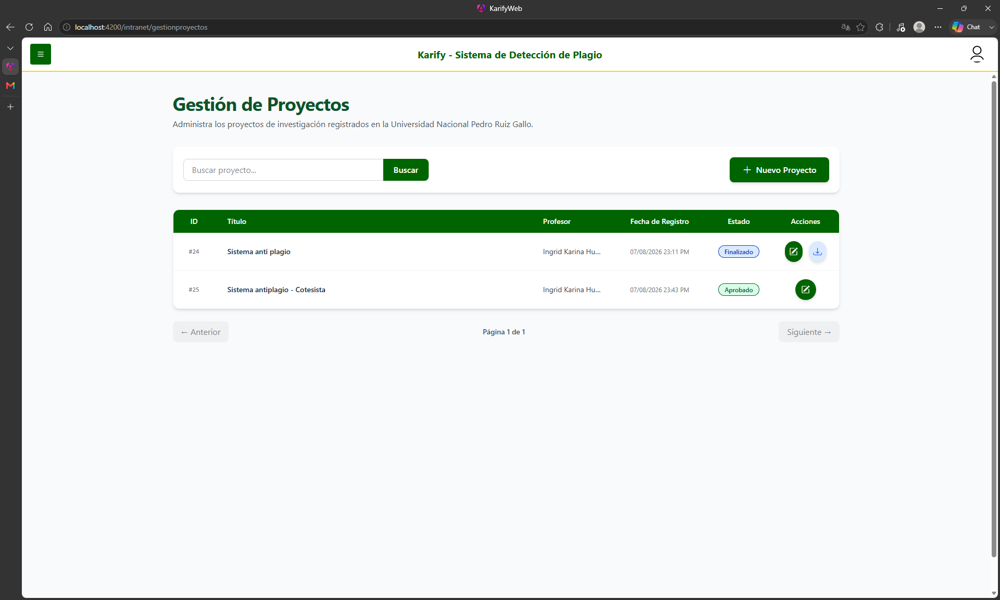 KarifyWeb
localhost:4200/intranet/gestionproyectos
Chat
Karify - Sistema de Detección de Plagio
Gestión de Proyectos
Administra los proyectos de investigación registrados en la Universidad Nacional Pedro Ruiz Gallo.
Buscar proyecto... Buscar + Nuevo Proyecto
ID Título Profesor Fecha de Registro Estado Acciones
#24 Sistema anti plagio Ingrid Karina Hu... 07/08/2026 23:11 PM Finalizado
#25 Sistema antiplagio - Cotesista Ingrid Karina Hu... 07/08/2026 23:43 PM Aprobado
← Anterior Página 1 de 1 Siguiente →